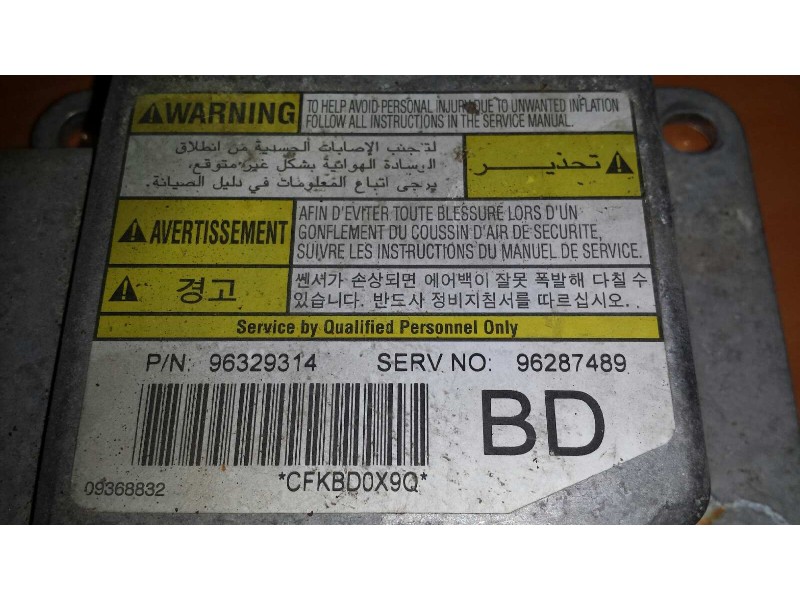 WARNING
TO HELP AVOID PERSONAL INJURY DUE TO UNWANTED INFLATION
FOLLOW ALL INSTRUCTIONS IN THE SERVICE MANUAL.
تحذير
لتجنب الإصابات الجسدية من انطلاق
الوسادة الهوائية بشكل غير متوقع،
يرجى اتباع المعلومات في دليل الصيانة.
AVERTISSEMENT
AFIN D'EVITER TOUTE BLESSURE LORS D'UN
GONFLEMENT DU COUSSIN D'AIR DE SECURITE,
SUIVRE LES INSTRUCTIONS DU MANUEL DE SERVICE.
경고
쎈서가 손상되면 에어백이 잘못 폭발해 다칠 수
있습니다. 반드사 정비지침서를 따르십시오.
Service by Qualified Personnel Only
P/N: 96329314 SERV NO: 96287489
BD
*CFKBD0X9Q*
09368832